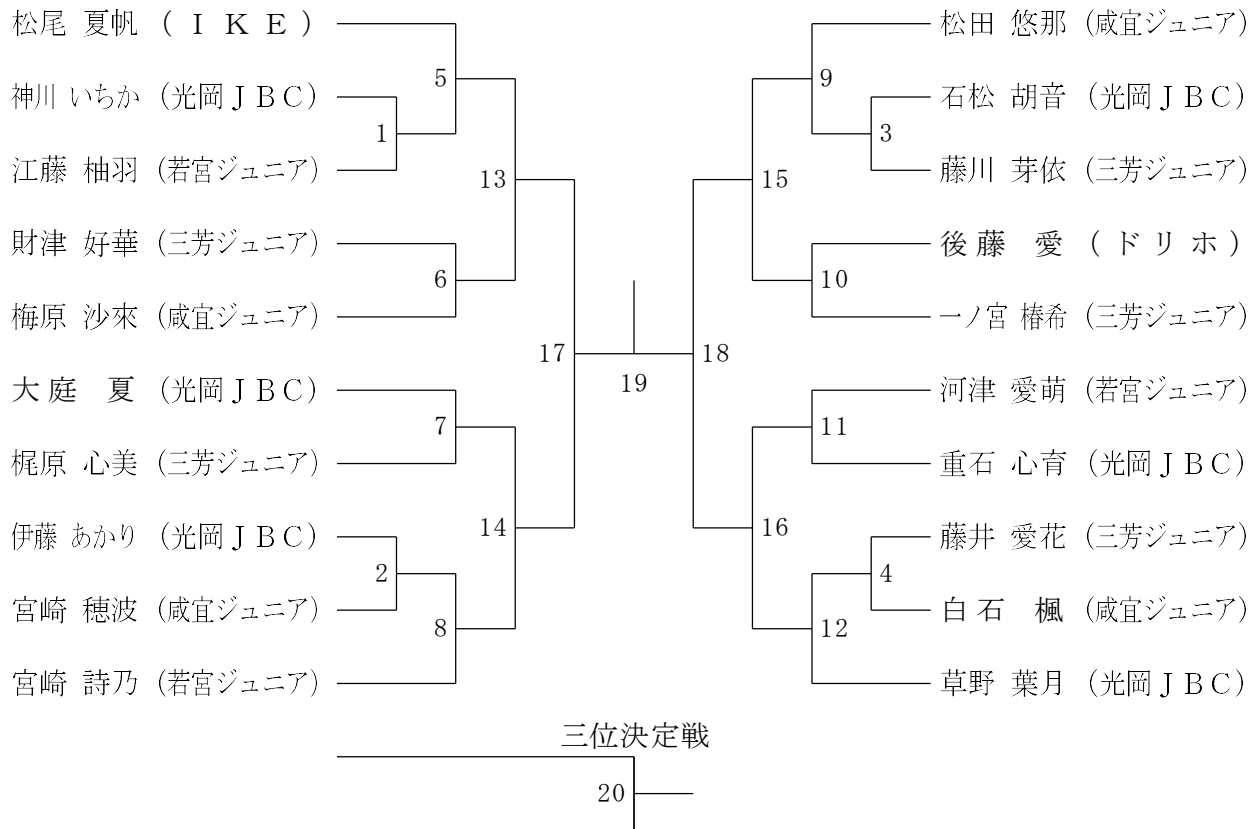 松尾 夏帆 (ＩＫＥ)
5
神川 いちか (光岡ＪＢＣ)
1
江藤 柚羽 (若宮ジュニア)
13
財津 好華 (三芳ジュニア)
6
梅原 沙來 (咸宜ジュニア)
17
大庭 夏 (光岡ＪＢＣ)
7
梶原 心美 (三芳ジュニア)
14
伊藤 あかり (光岡ＪＢＣ)
2
宮崎 穂波 (咸宜ジュニア)
8
宮崎 詩乃 (若宮ジュニア)
19
松田 悠那 (咸宜ジュニア)
9
石松 胡音 (光岡ＪＢＣ)
3
藤川 芽依 (三芳ジュニア)
15
後藤 愛 (ドリホ)
10
一ノ宮 椿希 (三芳ジュニア)
18
河津 愛萌 (若宮ジュニア)
11
重石 心育 (光岡ＪＢＣ)
16
藤井 愛花 (三芳ジュニア)
4
白石 楓 (咸宜ジュニア)
12
草野 葉月 (光岡ＪＢＣ)
三位決定戦
20